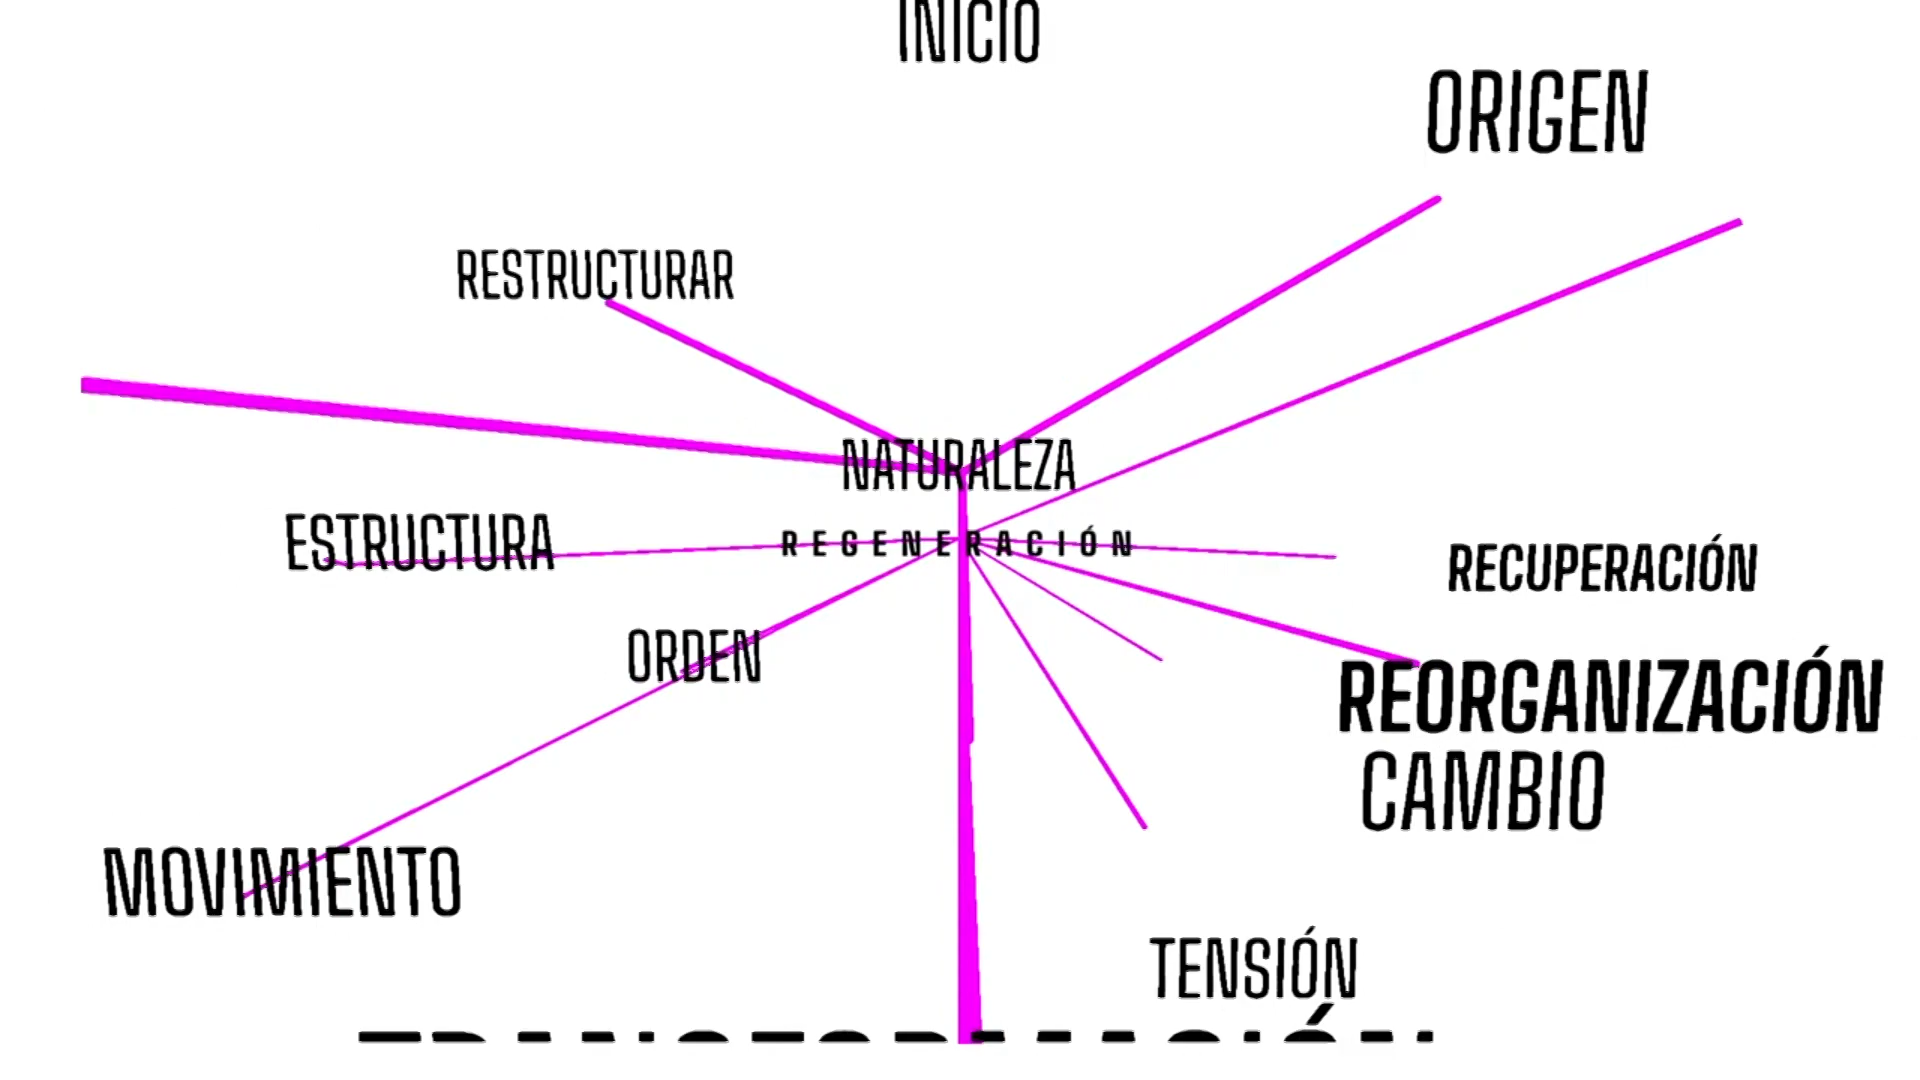 INICIO
ORIGEN
RESTRUCTURAR
NATURALEZA
REGENERACIÓN
ESTRUCTURA
RECUPERACIÓN
ORDEN
REORGANIZACIÓN
CAMBIO
MOVIMIENTO
TENSIÓN